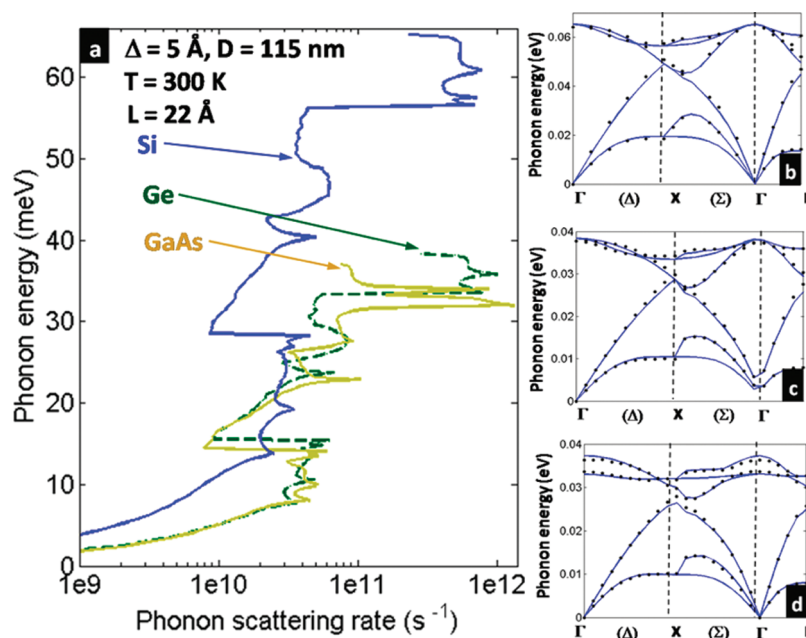 a
Δ = 5 Å, D = 115 nm
T = 300 K
L = 22 Å
Si
Ge
GaAs
60
50
40
30
20
10
0
Phonon energy (meV)
1e9
1e10
1e11
1e12
Phonon scattering rate (s -1)
Phonon energy (eV)
0.06
0.04
0.02
0
b
Γ (Δ) X (Σ) Γ
Phonon energy (eV)
0.04
0.03
0.02
0.01
0
c
Γ (Δ) X (Σ) Γ
Phonon energy (eV)
0.04
0.03
0.02
0.01
0
d
Γ (Δ) X (Σ) Γ